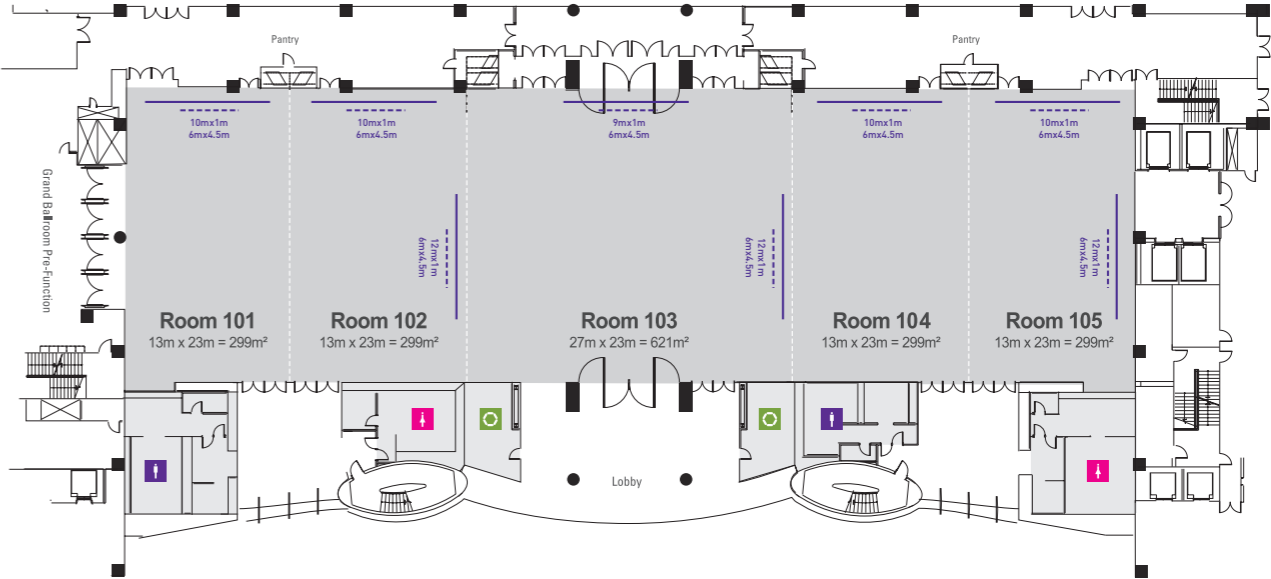 Pantry
Pantry
10mx1m
6mx4.5m
10mx1m
6mx4.5m
9mx1m
6mx4.5m
10mx1m
6mx4.5m
10mx1m
6mx4.5m
Grand Ballroom Pre-Function
12mx1m
6mx4.5m
12mx1m
6mx4.5m
12mx1m
6mx4.5m
Room 101
13m x 23m = 299m²
Room 102
13m x 23m = 299m²
Room 103
27m x 23m = 621m²
Room 104
13m x 23m = 299m²
Room 105
13m x 23m = 299m²
Lobby